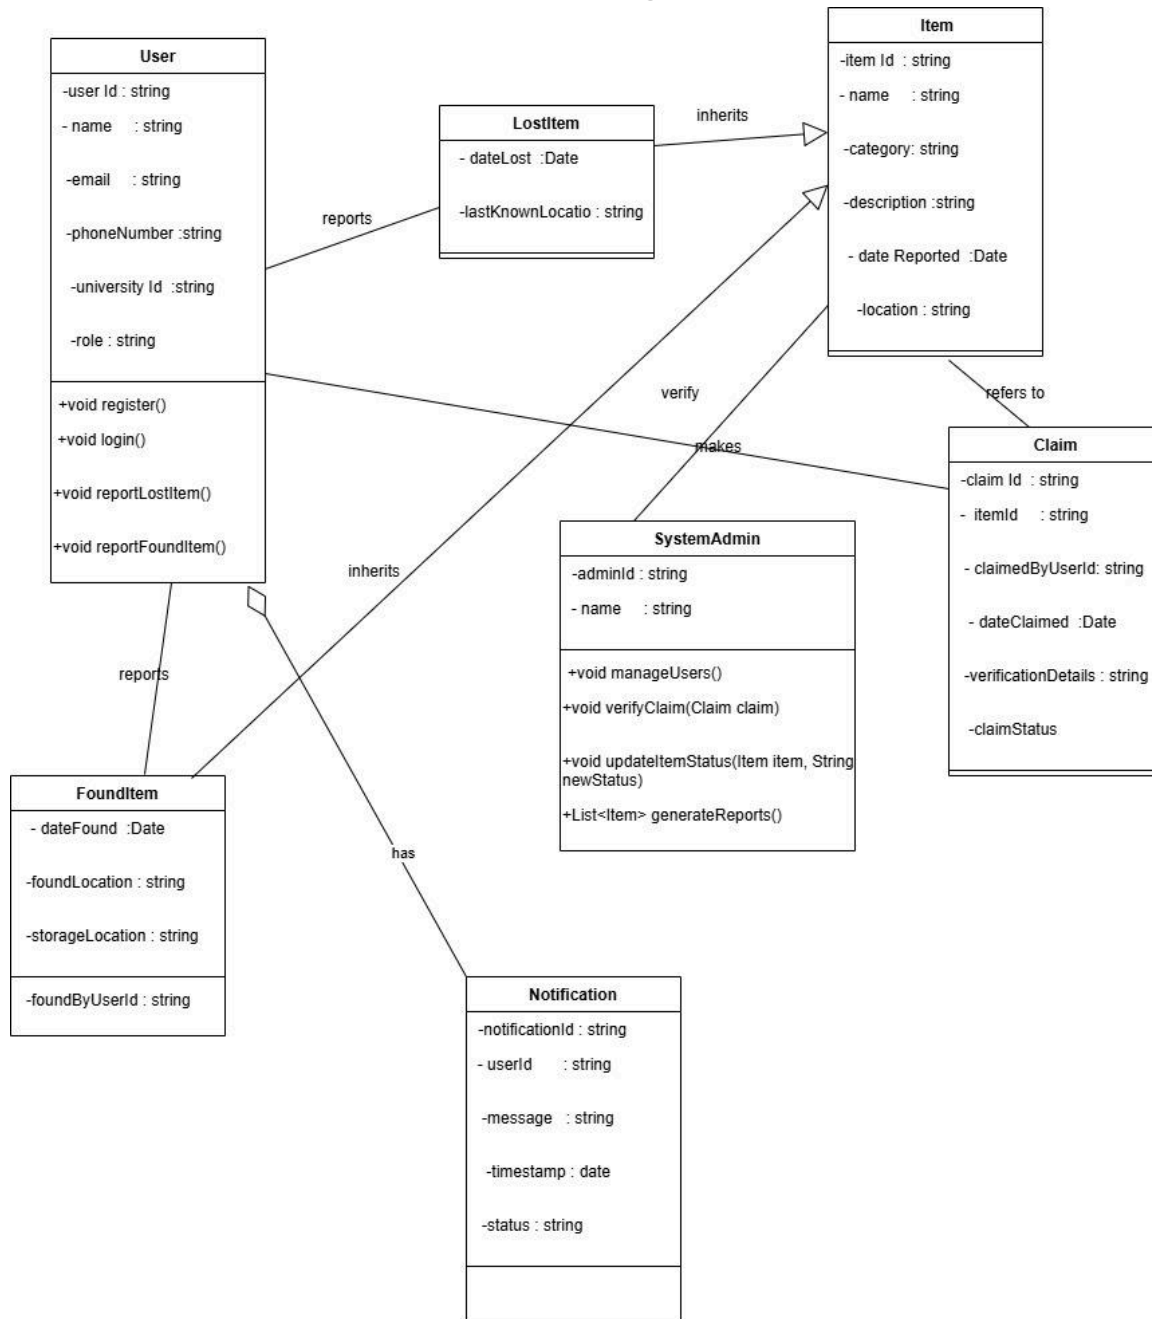 User
-user Id : string
- name : string
-email : string
-phoneNumber :string
-university Id :string
-role : string
+void register()
+void login()
+void reportLostItem()
+void reportFoundItem()
reports
LostItem
- dateLost :Date
-lastKnownLocatio : string
inherits
Item
-item Id : string
- name : string
-category: string
-description :string
- date Reported :Date
-location : string
verify
makes
refers to
Claim
-claim Id : string
- itemId : string
- claimedByUserId: string
- dateClaimed :Date
-verificationDetails : string
-claimStatus
SystemAdmin
-adminId : string
- name : string
+void manageUsers()
+void verifyClaim(Claim claim)
+void updateItemStatus(Item item, String
newStatus)
+List<Item> generateReports()
inherits
reports
FoundItem
- dateFound :Date
-foundLocation : string
-storageLocation : string
-foundByUserId : string
has
Notification
-notificationId : string
- userId : string
-message : string
-timestamp : date
-status : string